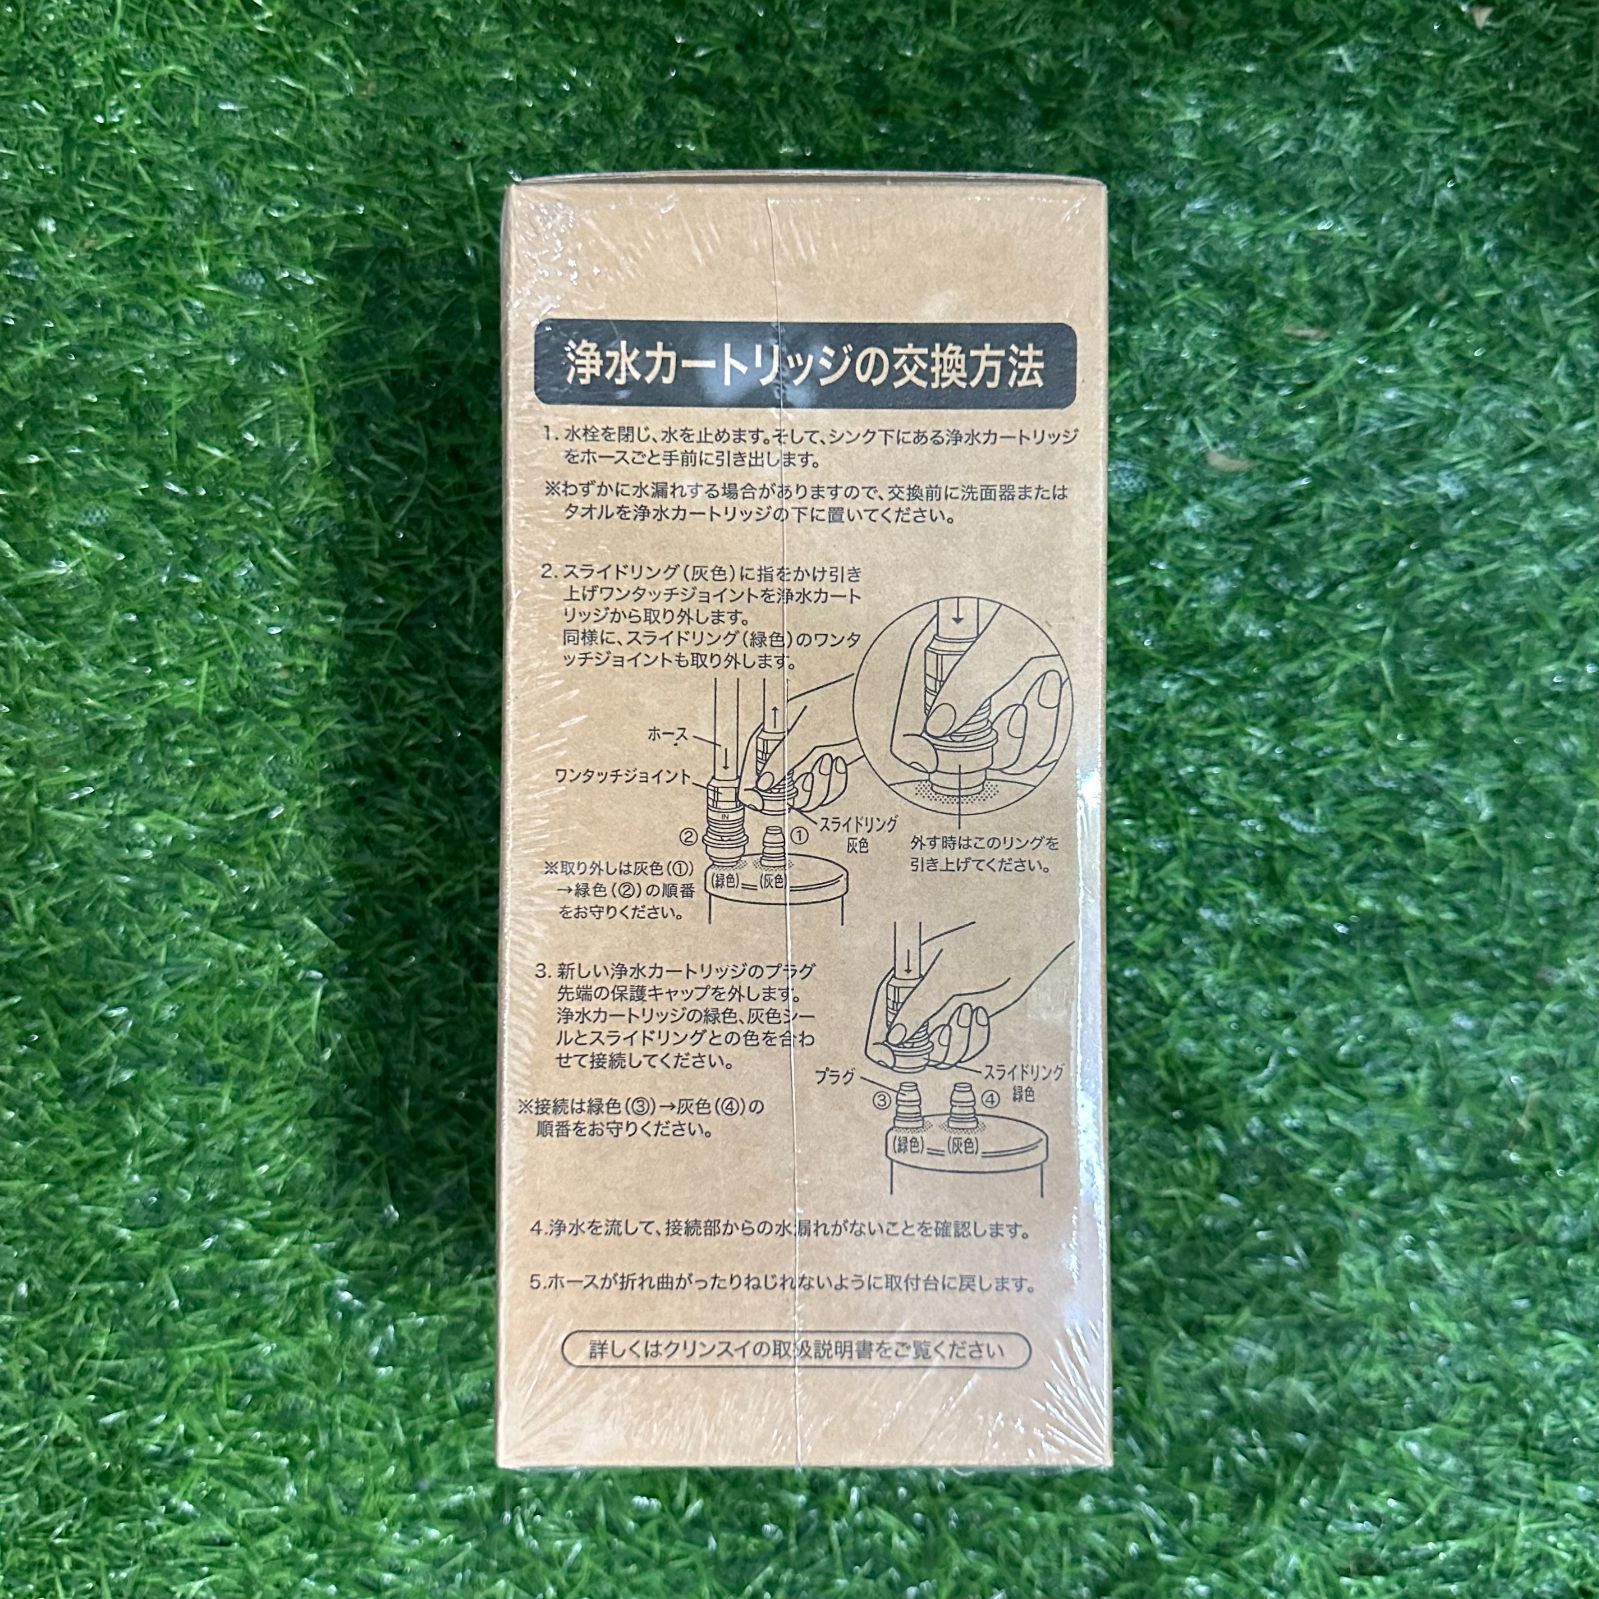 浄水カートリッジの交換方法
1. 水栓を閉じ、水を止めます。そして、シンク下にある浄水カートリッジ
をホースごと手前に引き出します。
※わずかに水漏れする場合がありますので、交換前に洗面器または
タオルを浄水カートリッジの下に置いてください。
2. スライドリング(灰色)に指をかけ引き
上げワンタッチジョイントを浄水カート
リッジから取り外します。
同様に、スライドリング(緑色)のワンタ
ッチジョイントも取り外します。
ホース
ワンタッチジョイント
IN
②
①
スライドリング
灰色
(緑色)
(灰色)
外す時はこのリングを
引き上げてください。
※取り外しは灰色(①)
→緑色(②)の順番
をお守りください。
3. 新しい浄水カートリッジのプラグ
先端の保護キャップを外します。
浄水カートリッジの緑色、灰色シー
ルとスライドリングとの色を合わ
せて接続してください。
※接続は緑色(③)→灰色(④)の
順番をお守りください。
プラグ
スライドリング
緑色
③
④
(緑色)
(灰色)
4.浄水を流して、接続部からの水漏れがないことを確認します。
5.ホースが折れ曲がったりねじれないように取付台に戻します。
詳しくはクリンスイの取扱説明書をご覧ください